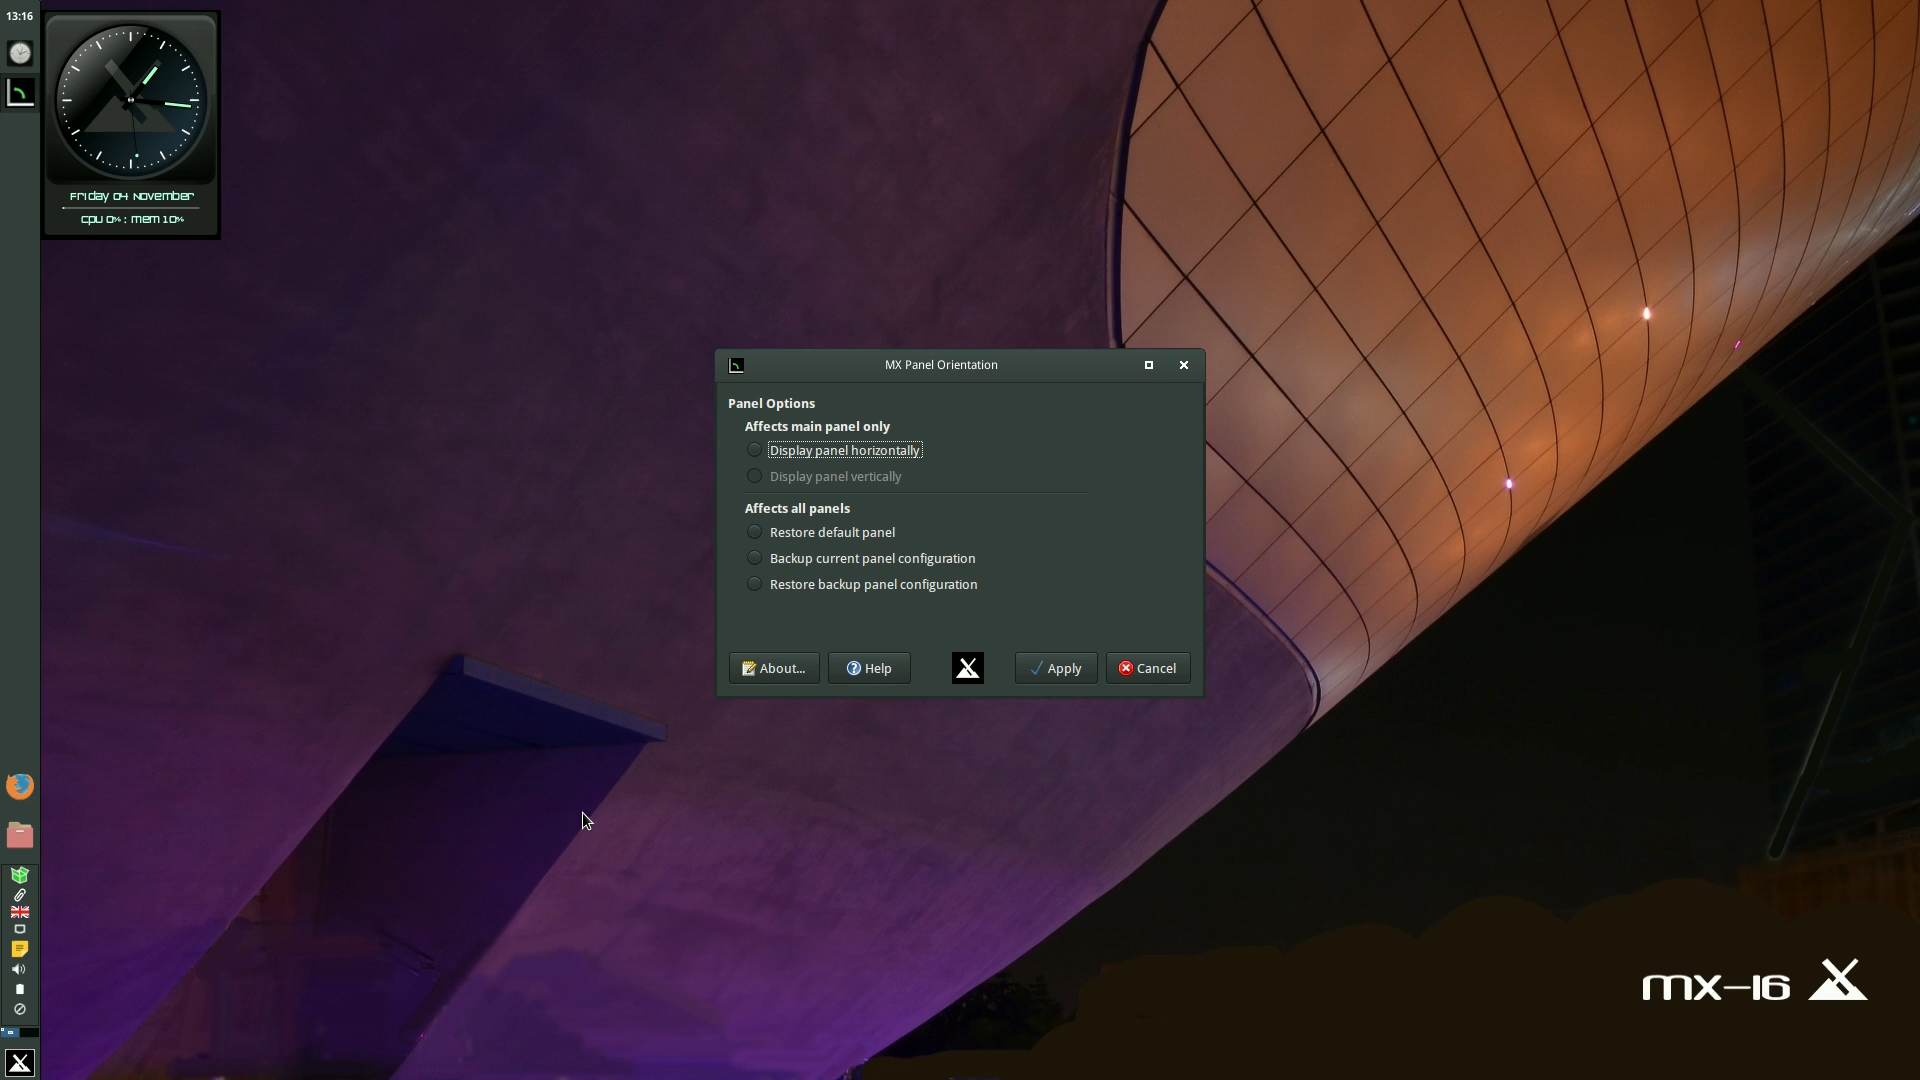 13:16
Friday 04 November
cpu 0% : mem 10%
MX Panel Orientation
Panel Options
Affects main panel only
Display panel horizontally
Display panel vertically
Affects all panels
Restore default panel
Backup current panel configuration
Restore backup panel configuration
About...
Help
Apply
Cancel
mx-16